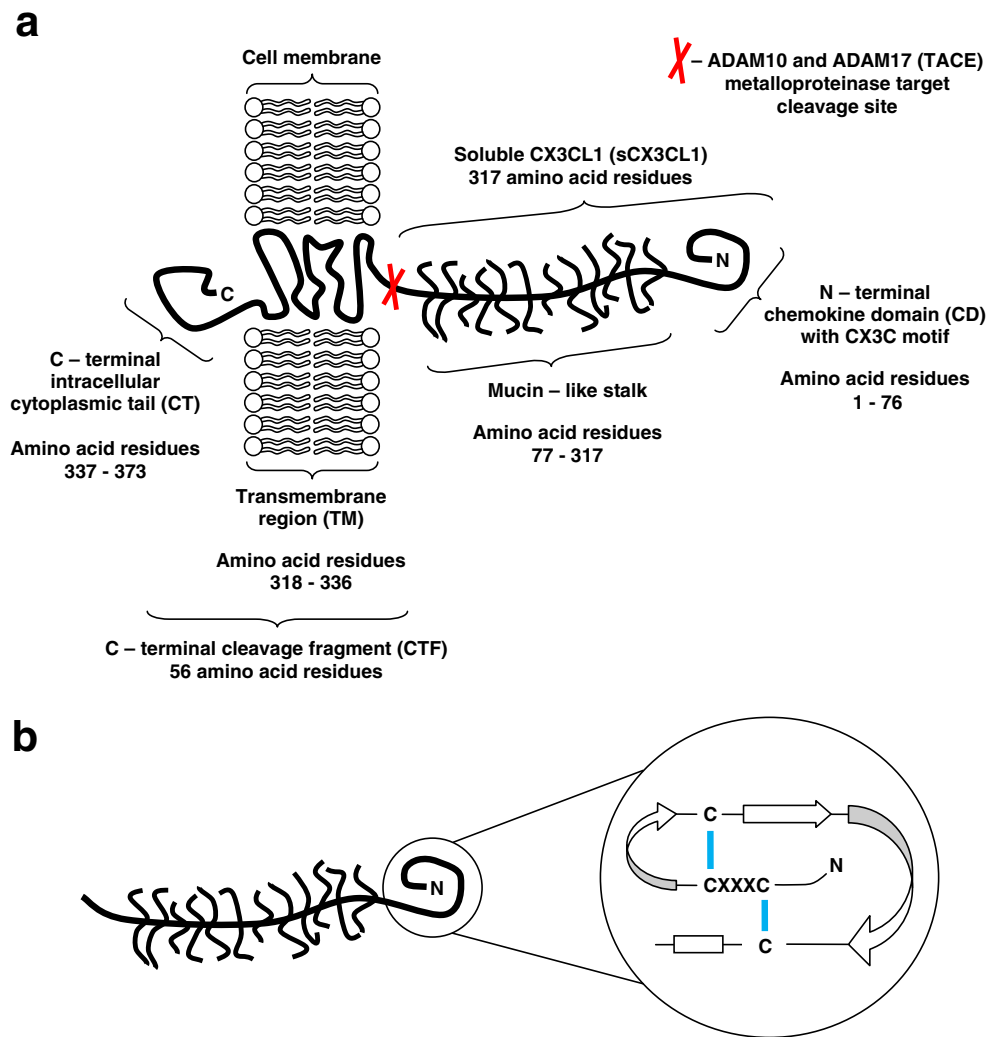 a
Cell membrane
X – ADAM10 and ADAM17 (TACE)
metalloproteinase target
cleavage site
Soluble CX3CL1 (sCX3CL1)
317 amino acid residues
C
N
N – terminal
chemokine domain (CD)
with CX3C motif
Amino acid residues
1 - 76
C – terminal
intracellular
cytoplasmic tail (CT)
Amino acid residues
337 - 373
Mucin – like stalk
Amino acid residues
77 - 317
Transmembrane
region (TM)
Amino acid residues
318 - 336
C – terminal cleavage fragment (CTF)
56 amino acid residues
b
N
C
N
CXXXC
C